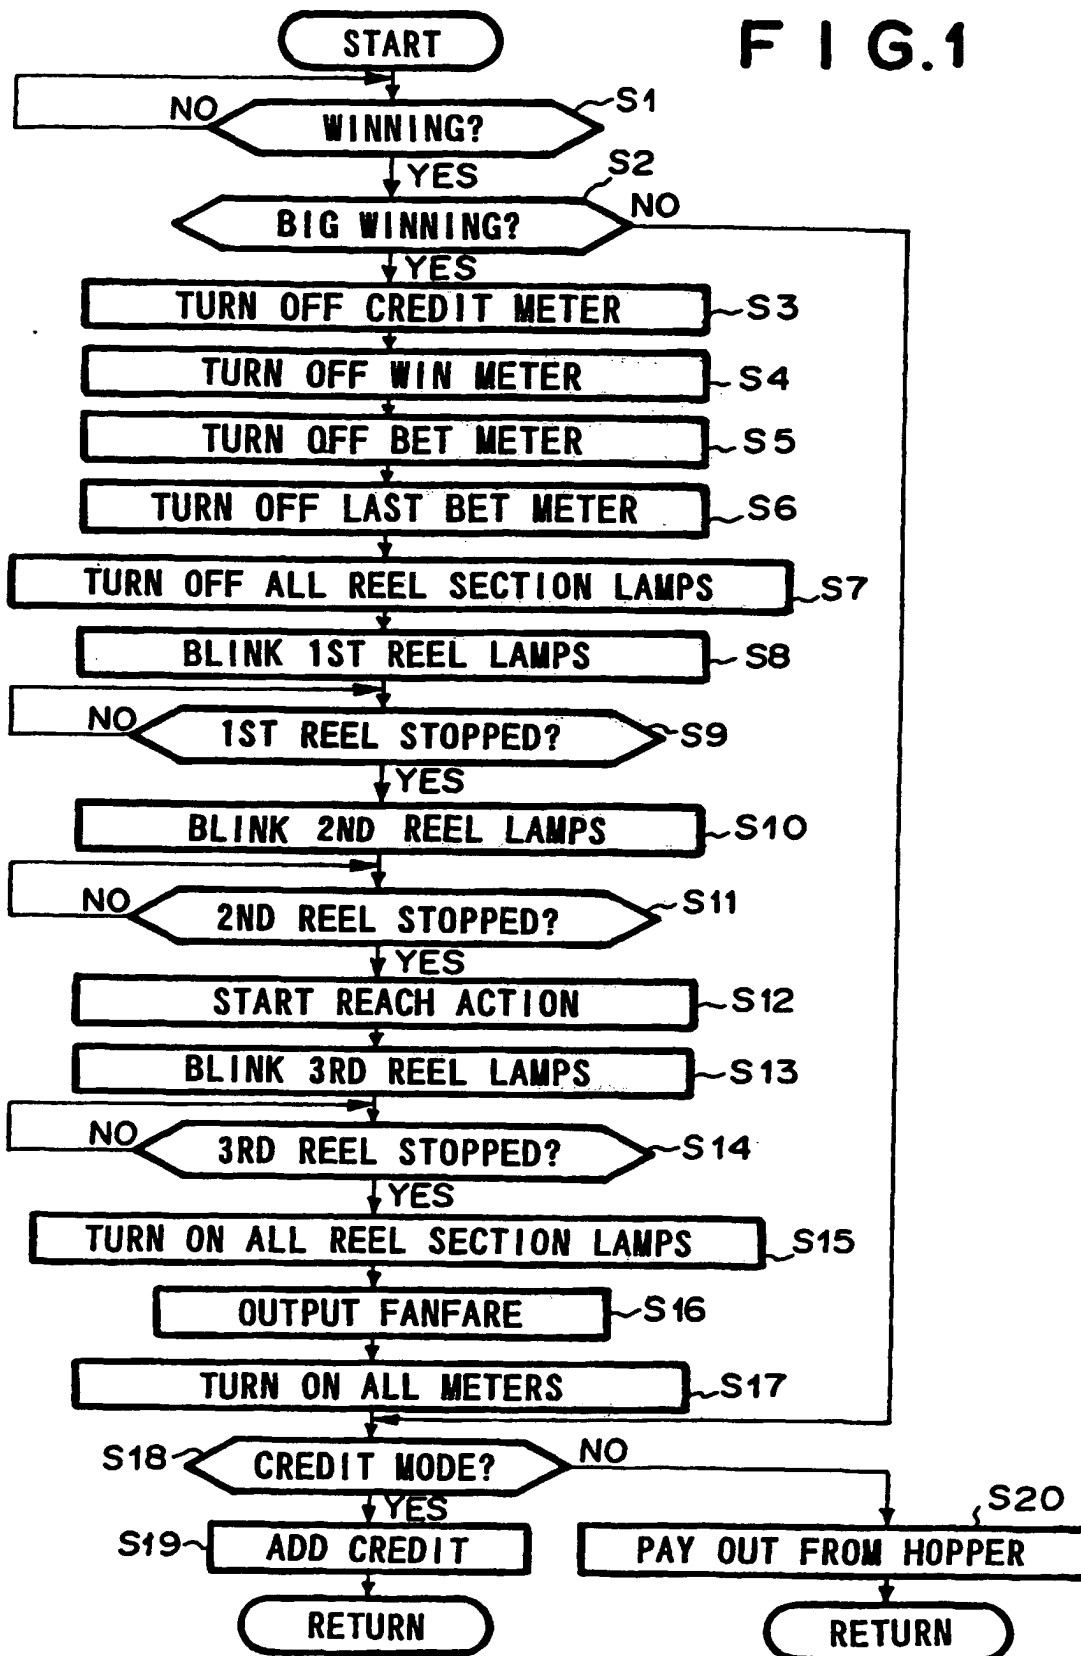 START
FIG.1
NO
WINNING?
S1
YES
S2
BIG WINNING?
NO
YES
TURN OFF CREDIT METER
S3
TURN OFF WIN METER
S4
TURN OFF BET METER
S5
TURN OFF LAST BET METER
S6
TURN OFF ALL REEL SECTION LAMPS
S7
BLINK 1ST REEL LAMPS
S8
NO
1ST REEL STOPPED?
S9
YES
BLINK 2ND REEL LAMPS
S10
NO
2ND REEL STOPPED?
S11
YES
START REACH ACTION
S12
BLINK 3RD REEL LAMPS
S13
NO
3RD REEL STOPPED?
S14
YES
TURN ON ALL REEL SECTION LAMPS
S15
OUTPUT FANFARE
S16
TURN ON ALL METERS
S17
S18
CREDIT MODE?
NO
YES
S20
S19
ADD CREDIT
PAY OUT FROM HOPPER
RETURN
RETURN